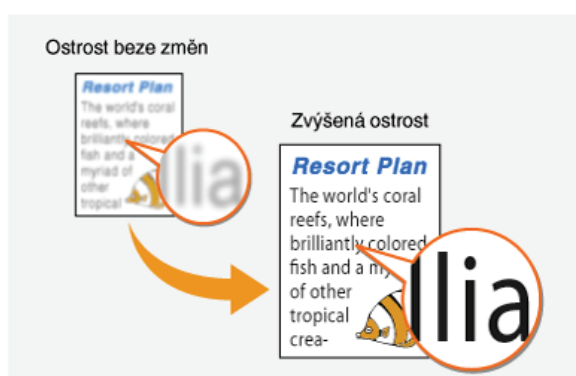 Ostrost beze změn
Resort Plan
The world's coral
reefs, where
brilliantly colored
fish and a
myriad of
other
tropical
lia
Zvýšená ostrost
Resort Plan
The world's coral
reefs, where
brilliantly colored
fish and a my
of other
tropical
crea-
llia